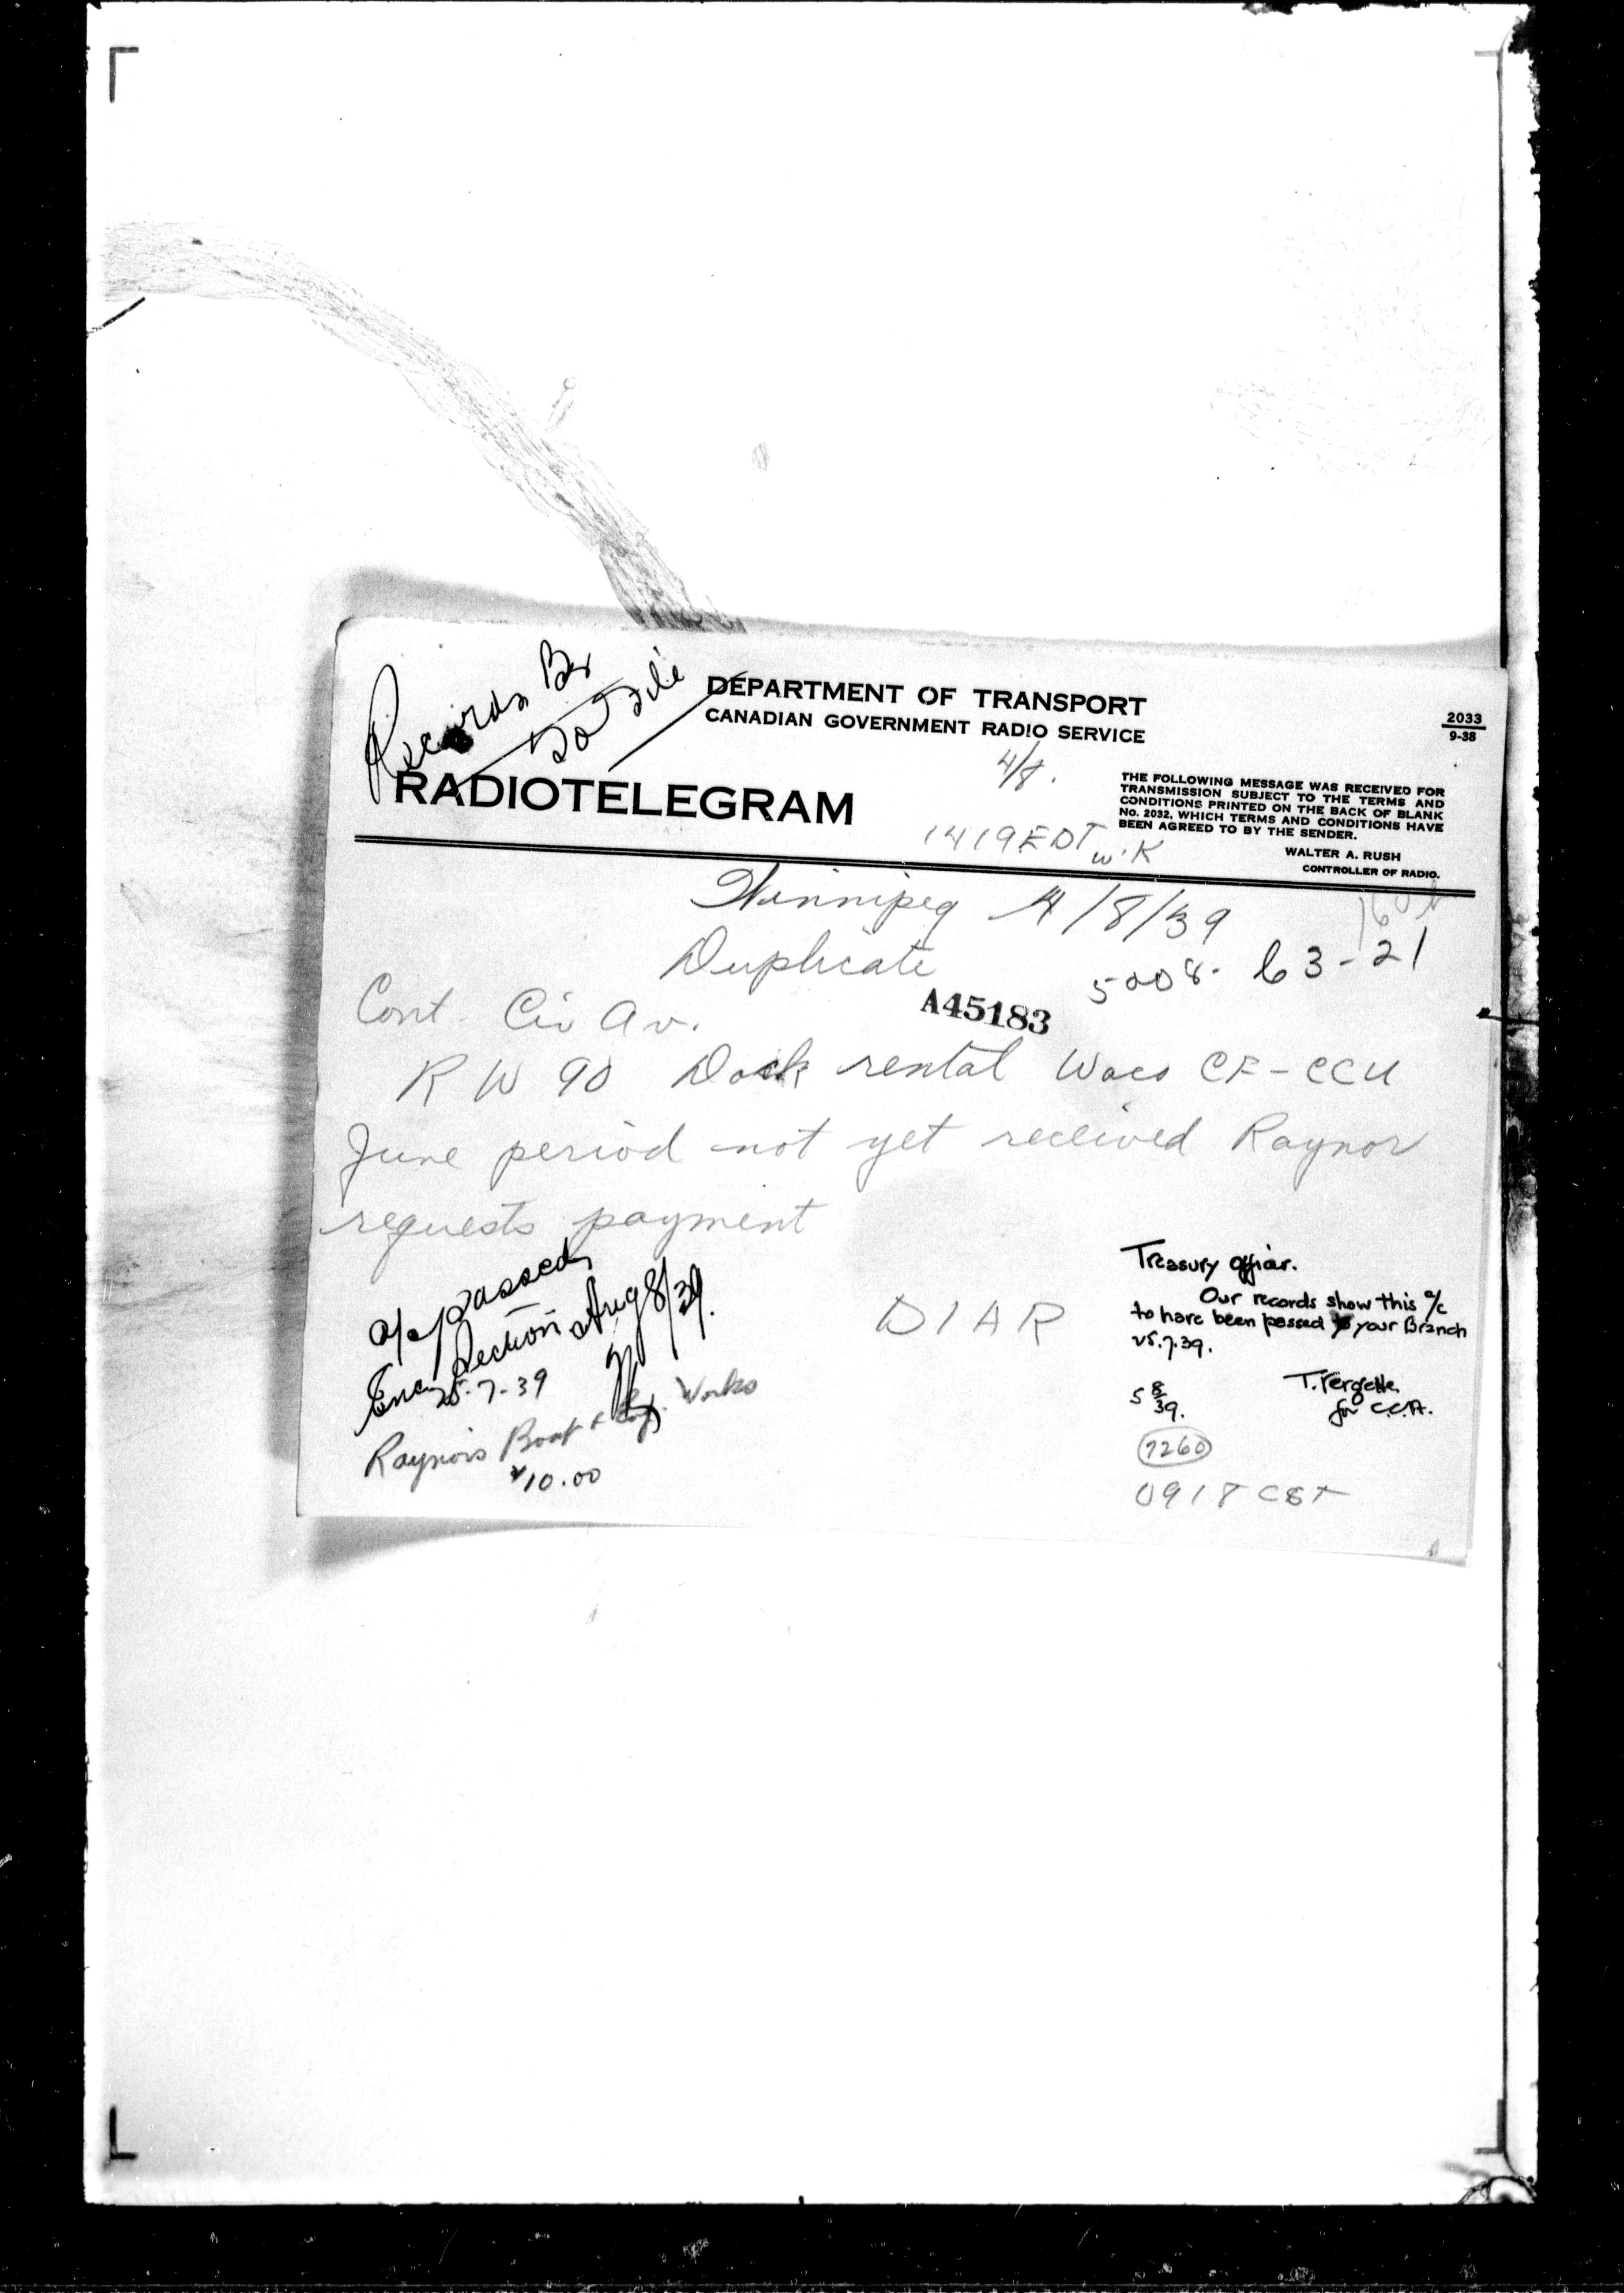 Records Br
To File
DEPARTMENT OF TRANSPORT
CANADIAN GOVERNMENT RADIO SERVICE
2033
9-38
4/8.
RADIOTELEGRAM
THE FOLLOWING MESSAGE WAS RECEIVED FOR
TRANSMISSION SUBJECT TO THE TERMS AND
CONDITIONS PRINTED ON THE BACK OF BLANK
No. 2032, WHICH TERMS AND CONDITIONS HAVE
BEEN AGREED TO BY THE SENDER.
WALTER A. RUSH
CONTROLLER OF RADIO.
1419EDT W.K
Winnipeg 4/8/39
Duplicate
5008- 63-21
Cont. Civ Av.
A45183
RW 90 Dock rental Waco CF-CCU
June period not yet received Raynor
requests payment
a/c passed
Section Aug 8/39.
25-7-39
Raynors Boat & Works
$10.00
DIAR
Treasury Officer.
Our records show this a/c
to have been passed to your Branch
25.7.39.
5 8/39.
for C.C.A.
7260
0918 CST